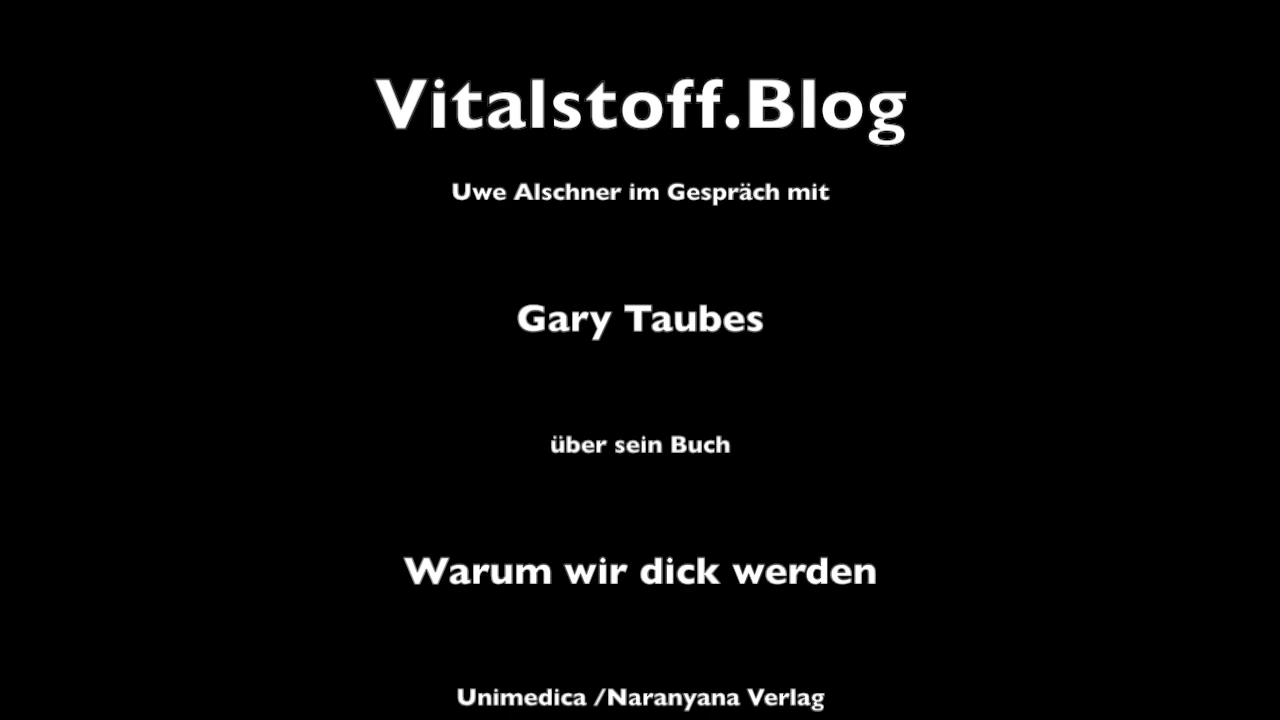 Vitalstoff.Blog
Uwe Alschner im Gespräch mit
Gary Taubes
über sein Buch
Warum wir dick werden
Unimedica /Naranyana Verlag